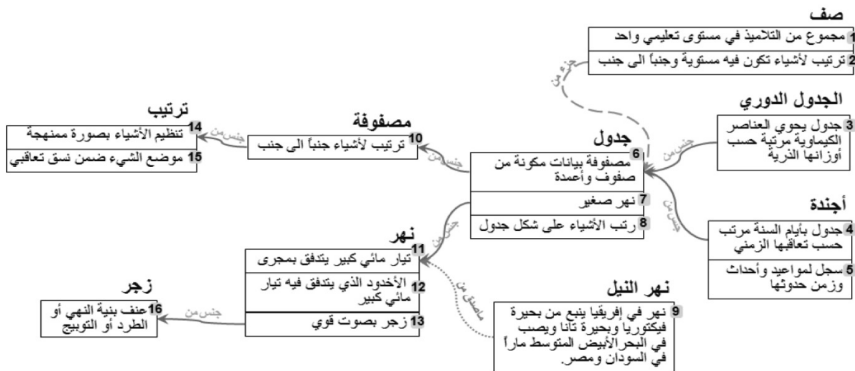 صف
1 مجموع من التلاميذ في مستوى تعليمي واحد
2 ترتيب لأشياء تكون فيه مستوية وجنباً الى جنب
جزء من
الجدول الدوري
3 جدول يحوي العناصر
الكيماوية مرتبة حسب
أوزانها الذرية
جنس من
أجندة
4 جدول بأيام السنة مرتب
حسب تعاقبها الزمني
5 سجل لمواعيد وأحداث
وزمن حدوثها
جنس من
جدول
6 مصفوفة بيانات مكونة من
صفوف وأعمدة
7 نهر صغير
8 رتب الأشياء على شكل جدول
جنس من
جنس من
نهر النيل
9 نهر في إفريقيا ينبع من بحيرة
فيكتوريا وبحيرة تانا ويصب
في البحر الأبيض المتوسط ماراً
في السودان ومصر.
ماصدق من
مصفوفة
10 ترتيب لأشياء جنباً الى جنب
جنس من
نهر
11 تيار مائي كبير يتدفق بمجرى
12 الأخدود الذي يتدفق فيه تيار
مائي كبير
13 زجر بصوت قوي
جنس من
ترتيب
14 تنظيم الأشياء بصورة ممنهجة
15 موضع الشيء ضمن نسق تعاقبي
زجر
16 عنف بنية النهي أو
الطرد أو التوبيج